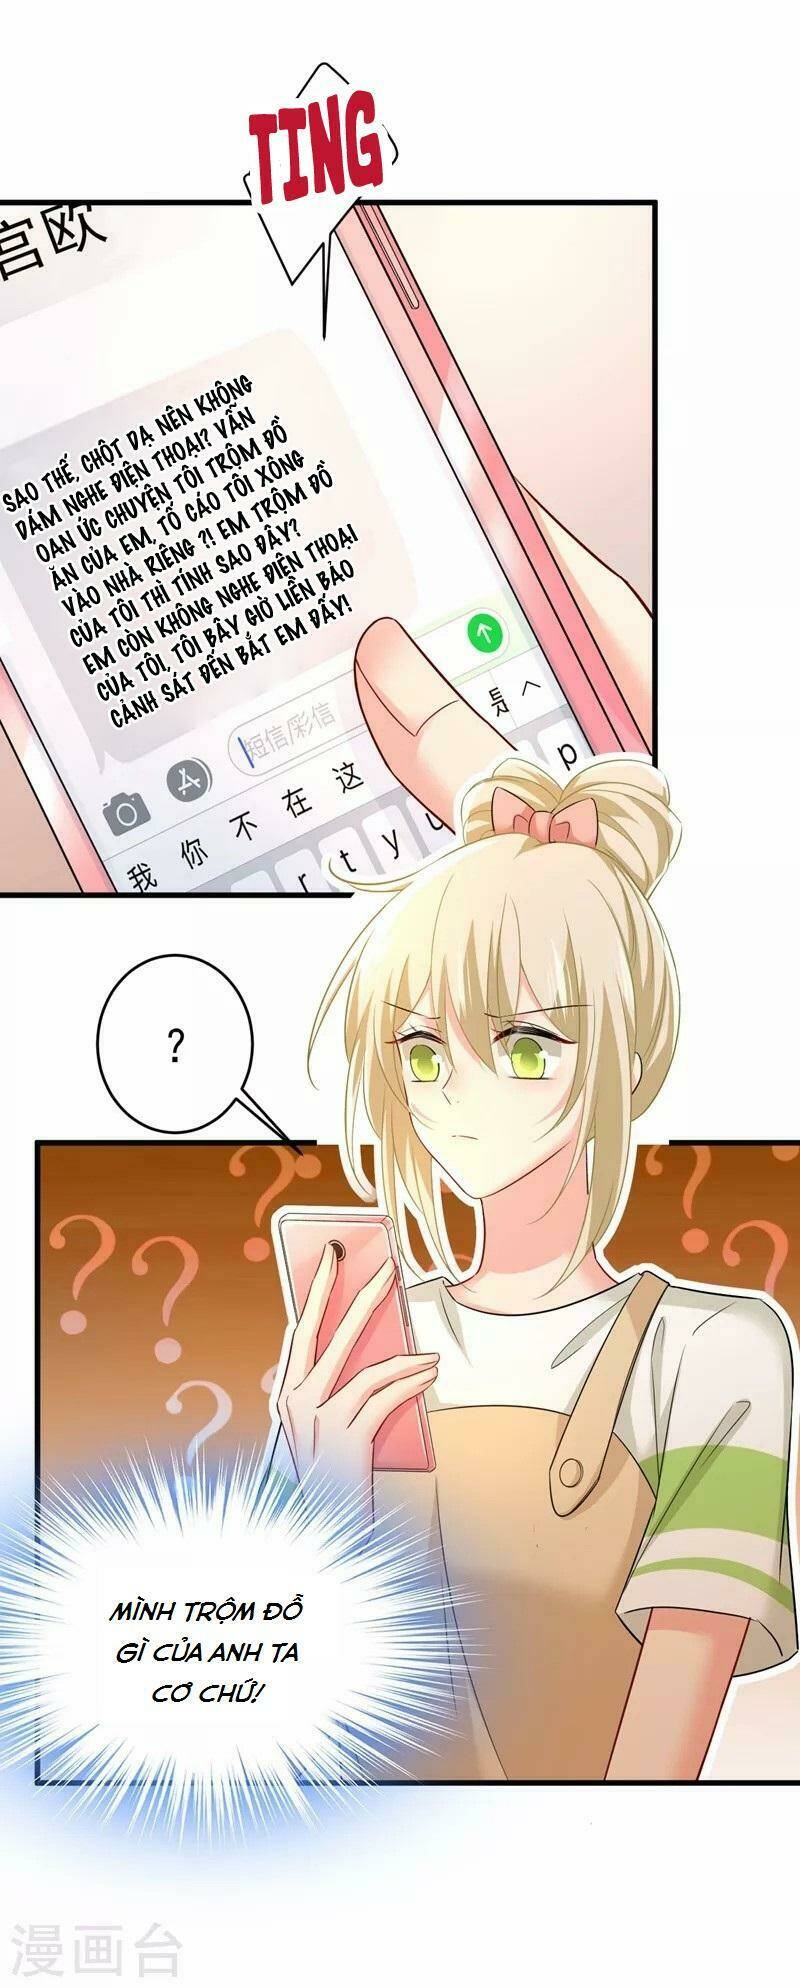 TING
宫欧
SAO THẾ, CHỘT DẠ NÊN KHÔNG
DÁM NGHE ĐIỆN THOẠI? VẪN
OAN ỨC CHUYỆN TÔI TRỘM ĐỒ
ĂN CỦA EM, TỐ CÁO TÔI XÔNG
VÀO NHÀ RIÊNG ?! EM TRỘM ĐỒ
CỦA TÔI THÌ TÍNH SAO ĐÂY?
EM CÒN KHÔNG NGHE ĐIỆN THOẠI
CỦA TÔI, TÔI BÂY GIỜ LIỀN BẢO
CẢNH SÁT ĐẾN BẮT EM ĐẤY!
短信/彩信
我 你 不 在 这
r t y u p
?
MÌNH TRỘM ĐỒ
GÌ CỦA ANH TA
CƠ CHỨ!
漫画台